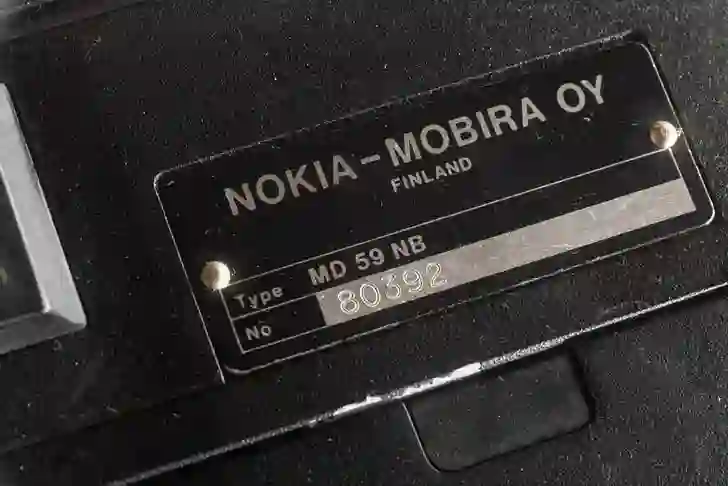 NOKIA-MOBIRA OY
FINLAND
Type MD 59 NB
No 80392